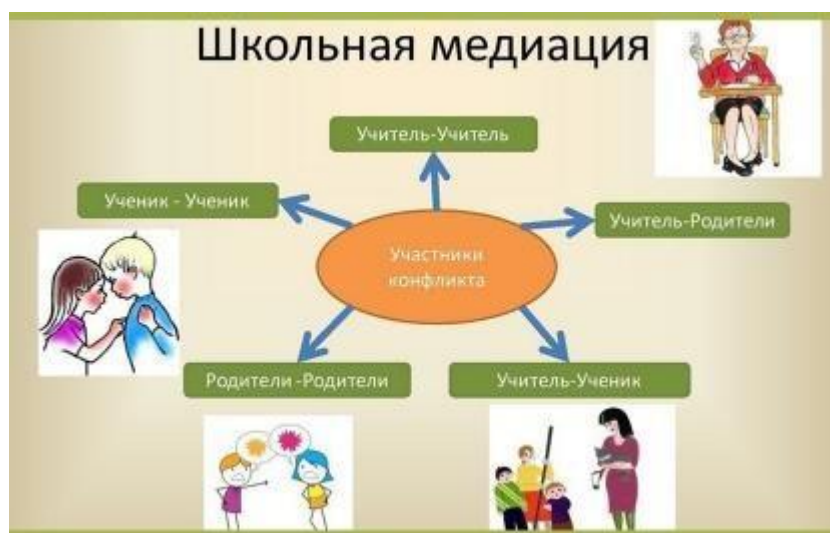 Школьная медиация
Учитель-Учитель
Ученик - Ученик
Учитель-Родители
Участники
конфликта
Родители -Родители
Учитель-Ученик